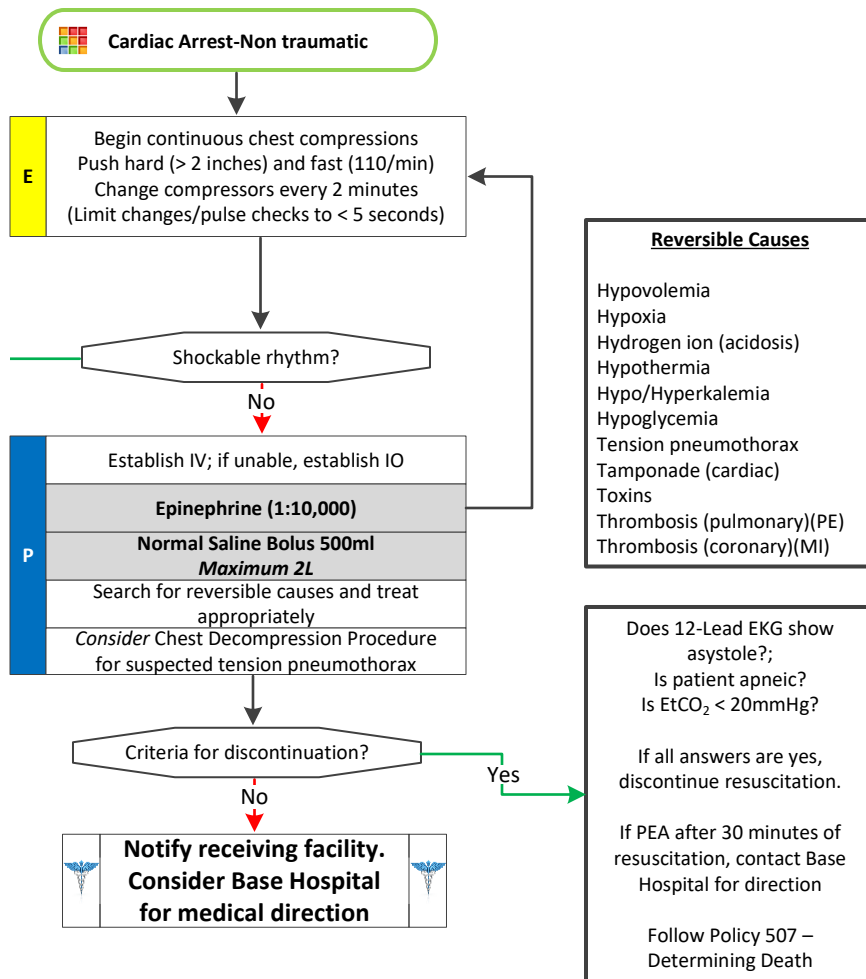 Cardiac Arrest-Non traumatic
E
Begin continuous chest compressions
Push hard (> 2 inches) and fast (110/min)
Change compressors every 2 minutes
(Limit changes/pulse checks to < 5 seconds)
Shockable rhythm?
No
P
Establish IV; if unable, establish IO
Epinephrine (1:10,000)
Normal Saline Bolus 500ml
Maximum 2L
Search for reversible causes and treat
appropriately
Consider Chest Decompression Procedure
for suspected tension pneumothorax
Criteria for discontinuation?
Yes
No
Notify receiving facility.
Consider Base Hospital
for medical direction
Reversible Causes
Hypovolemia
Hypoxia
Hydrogen ion (acidosis)
Hypothermia
Hypo/Hyperkalemia
Hypoglycemia
Tension pneumothorax
Tamponade (cardiac)
Toxins
Thrombosis (pulmonary)(PE)
Thrombosis (coronary)(MI)
Does 12-Lead EKG show
asystole?;
Is patient apneic?
Is EtCO₂ < 20mmHg?
If all answers are yes,
discontinue resuscitation.
If PEA after 30 minutes of
resuscitation, contact Base
Hospital for direction
Follow Policy 507 –
Determining Death